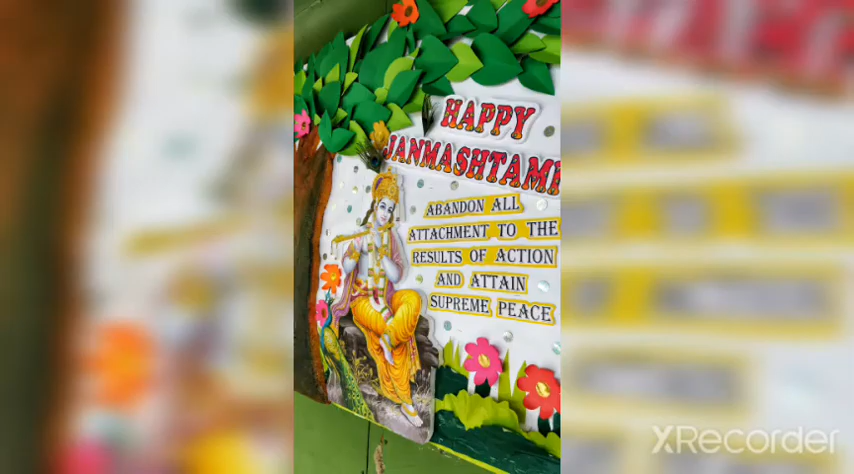 HAPPY
JANMASHTAMI
ABANDON ALL
ATTACHMENT TO THE
RESULTS OF ACTION
AND ATTAIN
SUPREME PEACE
XRecorder